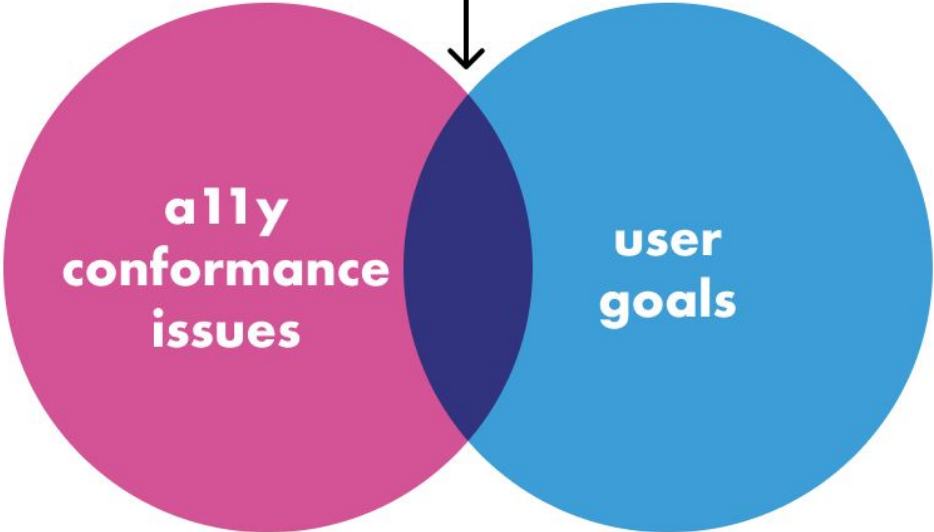 a11y
conformance
issues
user
goals